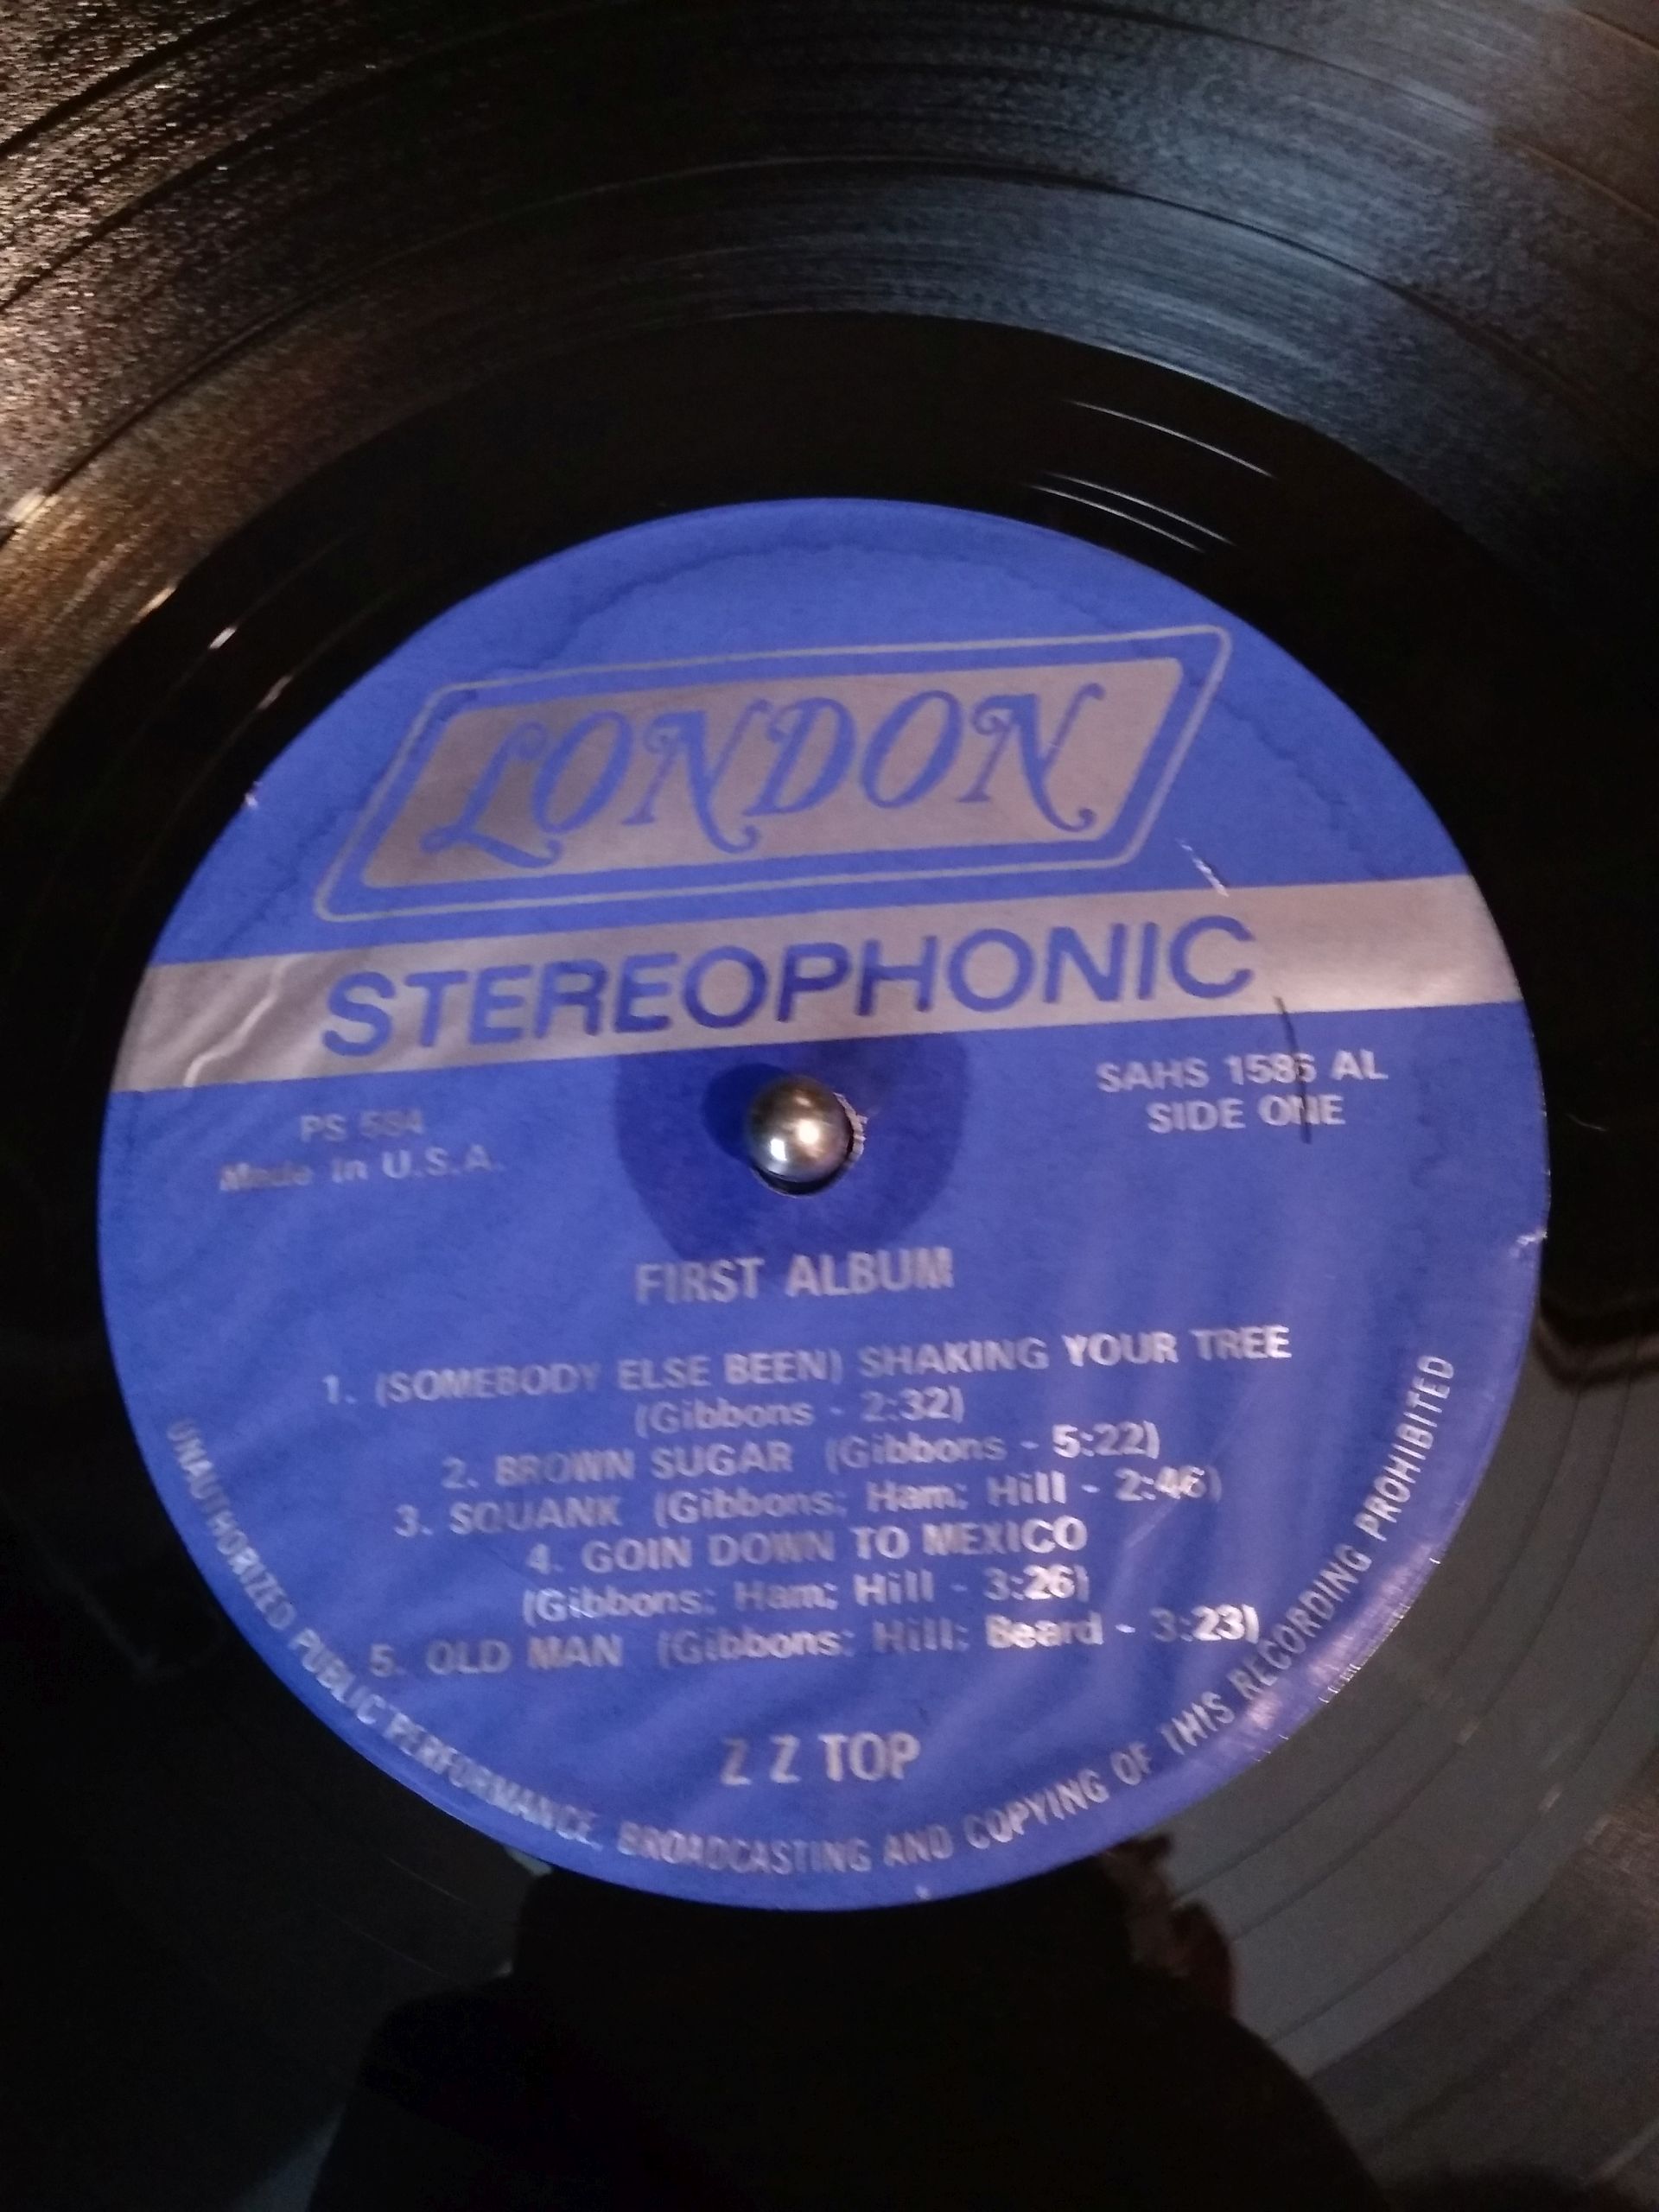 LONDON
STEREOPHONIC
PS 584
Made In U.S.A.
SAHS 1586 AL
SIDE ONE
FIRST ALBUM
1. (SOMEBODY ELSE BEEN) SHAKING YOUR TREE
(Gibbons - 2:32)
2. BROWN SUGAR (Gibbons - 5:22)
3. SQUANK (Gibbons; Ham; Hill - 2:46)
4. GOIN DOWN TO MEXICO
(Gibbons; Ham; Hill - 3:26)
5. OLD MAN (Gibbons; Hill; Beard - 3:23)
Z Z TOP
UNAUTHORIZED PUBLIC PERFORMANCE, BROADCASTING AND COPYING OF THIS RECORDING PROHIBITED